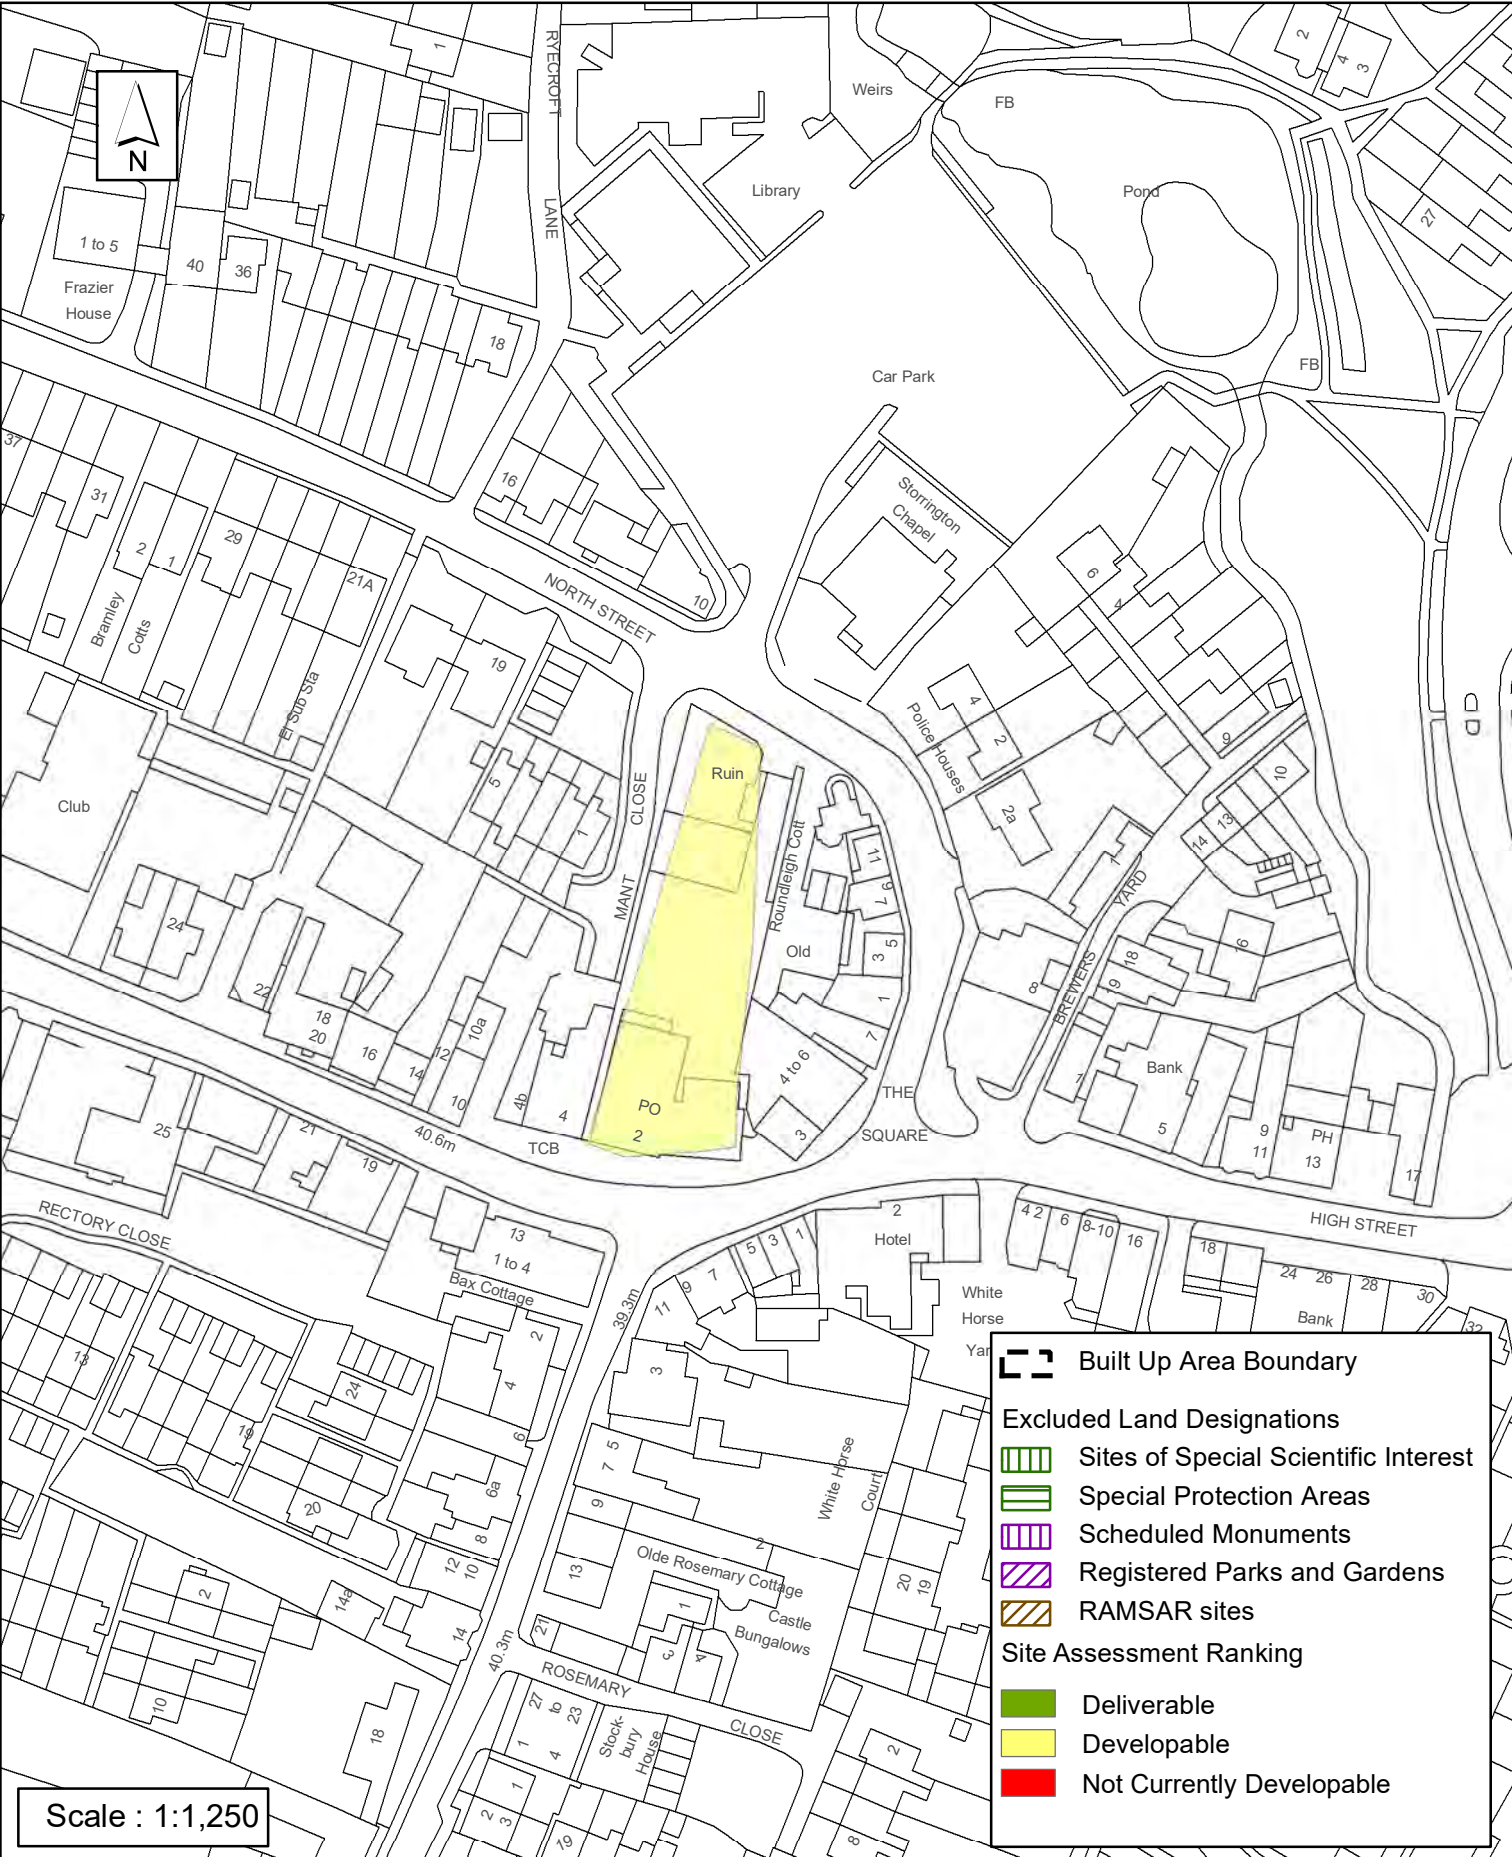 1
RYECROFT
LANE
Weirs
FB
2
4
3
N
Library
Pond
27
1 to 5
40
36
Frazier
House
18
Car Park
FB
37
31
16
Storrington
Chapel
2
1
29
21A
Bramley
Cotts
El Sub Sta
NORTH STREET
10
6
4
19
Police Houses
4
2
9
10
Club
5
1
MANT
CLOSE
Ruin
Roundleigh Cott
Old
11
9
7
5
3
1
7
2a
1
14
13
BREWERS
YARD
24
22
18
20
16
14
12
10a
10
4b
4
8
18
19
16
1
Bank
4 to 6
3
PO
2
THE
SQUARE
TCB
40.6m
25
21
19
5
9
11
PH
13
17
RECTORY CLOSE
13
1 to 4
Bax Cottage
39.3m
11
9
7
5
3
1
2
Hotel
4 2
6
8-10
16
18
HIGH STREET
24
26
28
30
32
Bank
White
Horse
Yar
13
24
19
20
2
4
6
6a
8
12
10
3
5
7
9
13
White Horse
Court
2
Olde Rosemary Cottage
1
Castle
Bungalows
3
4
20
19
2
14a
14
10
18
40.3m
21
ROSEMARY
CLOSE
27
to
23
1
4
Stock-
bury
House
1
2
3
19
2
8
Built Up Area Boundary
Excluded Land Designations
Sites of Special Scientific Interest
Special Protection Areas
Scheduled Monuments
Registered Parks and Gardens
RAMSAR sites
Site Assessment Ranking
Deliverable
Developable
Not Currently Developable
Scale : 1:1,250